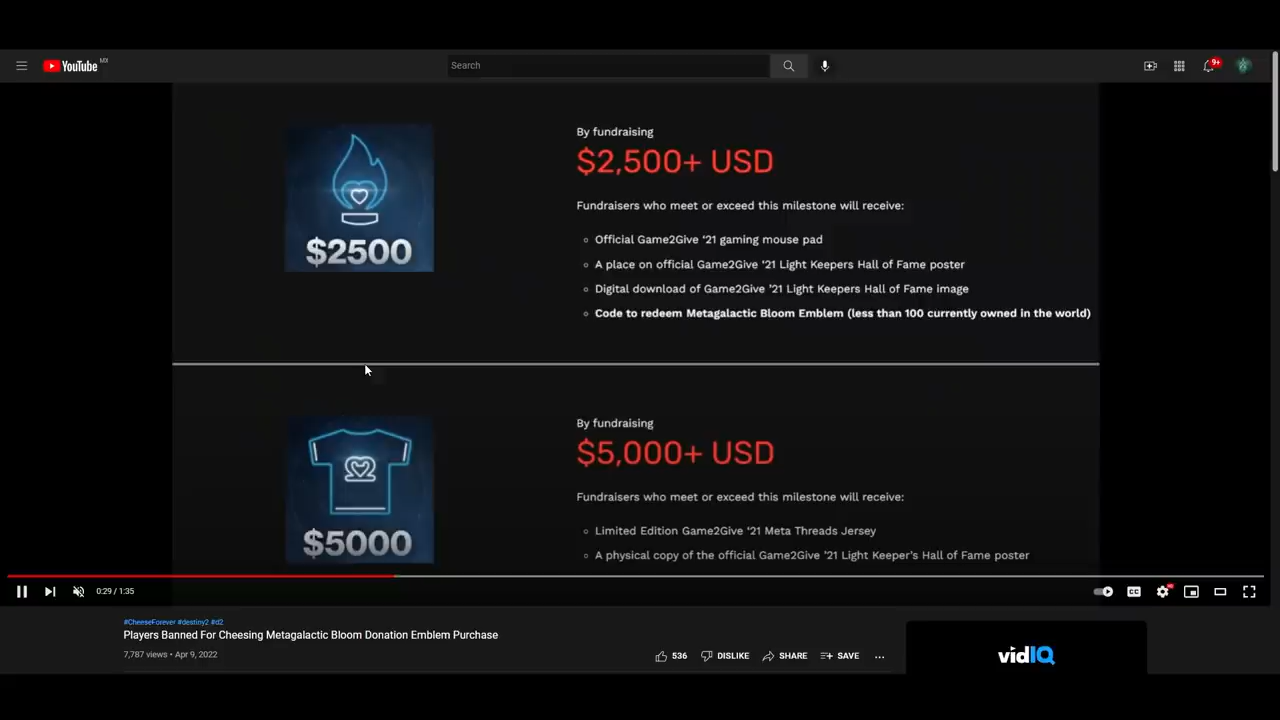 YouTube MX
Search
9+
By fundraising
$2,500+ USD
$2500
Fundraisers who meet or exceed this milestone will receive:
Official Game2Give ‘21 gaming mouse pad
A place on official Game2Give ‘21 Light Keepers Hall of Fame poster
Digital download of Game2Give ’21 Light Keepers Hall of Fame image
Code to redeem Metagalactic Bloom Emblem (less than 100 currently owned in the world)
By fundraising
$5,000+ USD
$5000
Fundraisers who meet or exceed this milestone will receive:
Limited Edition Game2Give ‘21 Meta Threads Jersey
A physical copy of the official Game2Give ’21 Light Keeper’s Hall of Fame poster
0:29 / 1:35
CC
#CheeseForever #destiny2 #d2
Players Banned For Cheesing Metagalactic Bloom Donation Emblem Purchase
7,787 views • Apr 9, 2022
536 DISLIKE SHARE SAVE ...
vidIQ